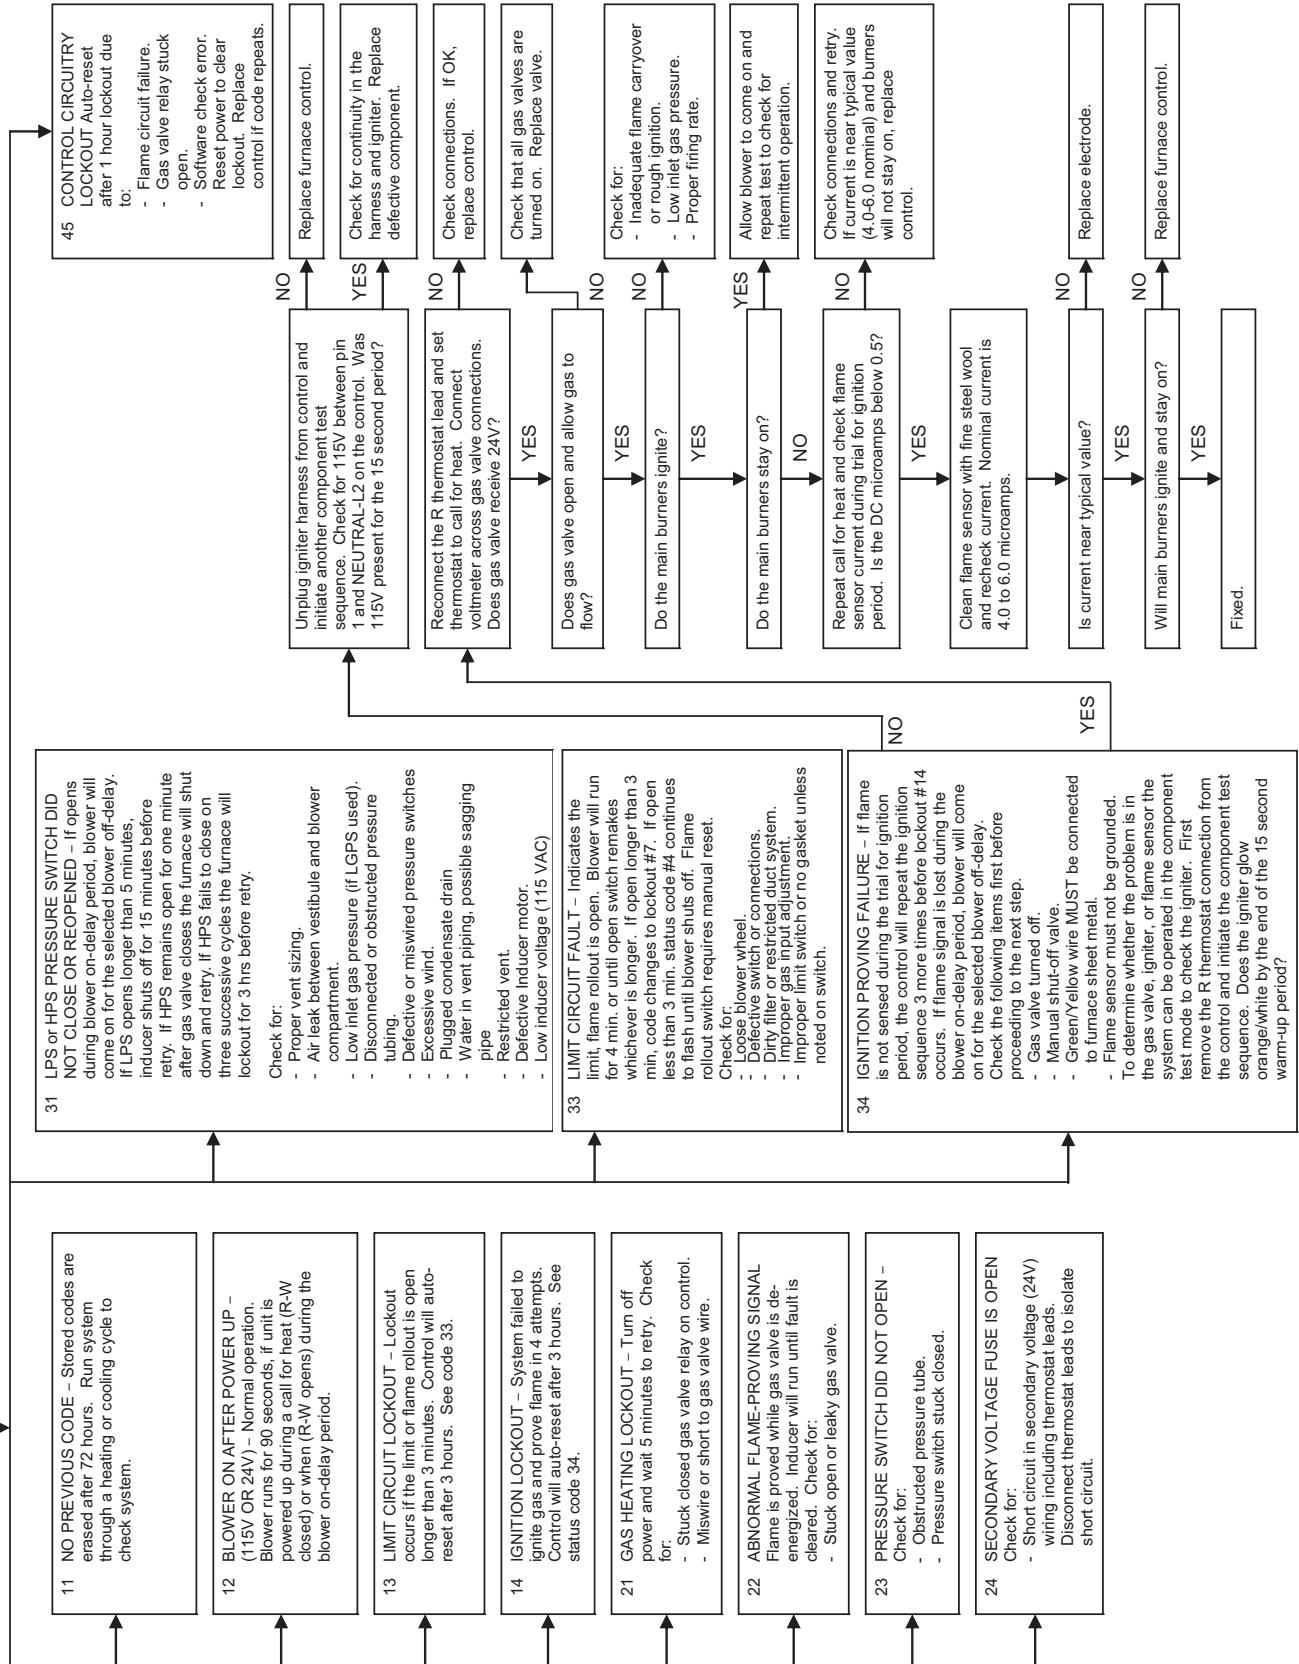 11 NO PREVIOUS CODE – Stored codes are
erased after 72 hours. Run system
through a heating or cooling cycle to
check system.
12 BLOWER ON AFTER POWER UP –
(115V OR 24V) – Normal operation.
Blower runs for 90 seconds, if unit is
powered up during a call for heat (R-W
closed) or when (R-W opens) during the
blower on-delay period.
13 LIMIT CIRCUIT LOCKOUT – Lockout
occurs if the limit or flame rollout is open
longer than 3 minutes. Control will auto-
reset after 3 hours. See code 33.
14 IGNITION LOCKOUT – System failed to
ignite gas and prove flame in 4 attempts.
Control will auto-reset after 3 hours. See
status code 34.
21 GAS HEATING LOCKOUT – Turn off
power and wait 5 minutes to retry. Check
for:
- Stuck closed gas valve relay on control.
- Miswire or short to gas valve wire.
22 ABNORMAL FLAME-PROVING SIGNAL
Flame is proved while gas valve is de-
energized. Inducer will run until fault is
cleared. Check for:
- Stuck open or leaky gas valve.
23 PRESSURE SWITCH DID NOT OPEN –
Check for:
- Obstructed pressure tube.
- Pressure switch stuck closed.
24 SECONDARY VOLTAGE FUSE IS OPEN
Check for:
- Short circuit in secondary voltage (24V)
wiring including thermostat leads.
Disconnect thermostat leads to isolate
short circuit.
31 LPS or HPS PRESSURE SWITCH DID
NOT CLOSE OR REOPENED – If opens
during blower on-delay period, blower will
come on for the selected blower off-delay.
If LPS opens longer than 5 minutes,
inducer shuts off for 15 minutes before
retry. If HPS remains open for one minute
after gas valve closes the furnace will shut
down and retry. If HPS fails to close on
three successive cycles the furnace will
lockout for 3 hrs before retry.
Check for:
- Proper vent sizing.
- Air leak between vestibule and blower
compartment.
- Low inlet gas pressure (if LGPS used).
- Disconnected or obstructed pressure
tubing.
- Defective or miswired pressure switches
- Excessive wind.
- Plugged condensate drain
- Water in vent piping, possible sagging
pipe
- Restricted vent.
- Defective Inducer motor.
- Low inducer voltage (115 VAC)
33 LIMIT CIRCUIT FAULT – Indicates the
limit, flame rollout is open. Blower will run
for 4 min. or until open switch remakes
whichever is longer. If open longer than 3
min, code changes to lockout #7. If open
less than 3 min. status code #4 continues
to flash until blower shuts off. Flame
rollout switch requires manual reset.
Check for:
- Loose blower wheel.
- Defective switch or connections.
- Dirty filter or restricted duct system.
- Improper gas input adjustment.
- Improper limit switch or no gasket unless
noted on switch.
34 IGNITION PROVING FAILURE – If flame
is not sensed during the trial for ignition
period, the control will repeat the ignition
sequence 3 more times before lockout #14
occurs. If flame signal is lost during the
blower on-delay period, blower will come
on for the selected blower off-delay.
Check the following items first before
proceeding to the next step.
- Gas valve turned off.
- Manual shut-off valve.
- Green/Yellow wire MUST be connected
to furnace sheet metal.
- Flame sensor must not be grounded.
To determine whether the problem is in
the gas valve, igniter, or flame sensor the
system can be operated in the component
test mode to check the igniter. First
remove the R thermostat connection from
the control and initiate the component test
sequence. Does the igniter glow
orange/white by the end of the 15 second
warm-up period?
NO
YES
45 CONTROL CIRCUITRY
LOCKOUT Auto-reset
after 1 hour lockout due
to:
- Flame circuit failure.
- Gas valve relay stuck
open.
- Software check error.
Reset power to clear
lockout. Replace
control if code repeats.
Unplug igniter harness from control and
initiate another component test
sequence. Check for 115V between pin
1 and NEUTRAL-L2 on the control. Was
115V present for the 15 second period?
NO
Replace furnace control.
YES
Check for continuity in the
harness and igniter. Replace
defective component.
Reconnect the R thermostat lead and set
thermostat to call for heat. Connect
voltmeter across gas valve connections.
Does gas valve receive 24V?
NO
Check connections. If OK,
replace control.
YES
Does gas valve open and allow gas to
flow?
NO
Check that all gas valves are
turned on. Replace valve.
YES
Do the main burners ignite?
NO
Check for:
- Inadequate flame carryover
or rough ignition.
- Low inlet gas pressure.
- Proper firing rate.
YES
Do the main burners stay on?
YES
Allow blower to come on and
repeat test to check for
intermittent operation.
NO
Repeat call for heat and check flame
sensor current during trial for ignition
period. Is the DC microamps below 0.5?
NO
Check connections and retry.
If current is near typical value
(4.0-6.0 nominal) and burners
will not stay on, replace
control.
YES
Clean flame sensor with fine steel wool
and recheck current. Nominal current is
4.0 to 6.0 microamps.
Is current near typical value?
NO
Replace electrode.
YES
Will main burners ignite and stay on?
NO
Replace furnace control.
YES
Fixed.